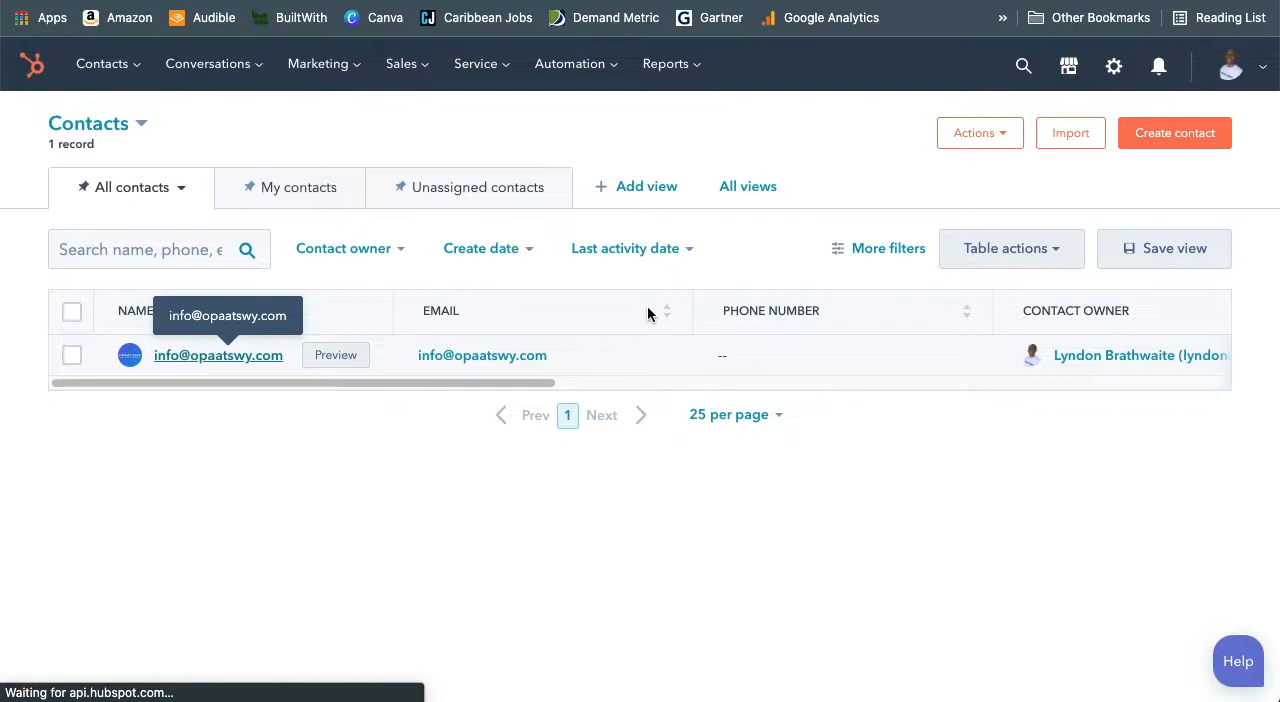 Apps Amazon Audible BuiltWith Canva Caribbean Jobs Demand Metric Gartner Google Analytics » Other Bookmarks Reading List
Contacts Conversations Marketing Sales Service Automation Reports
Contacts
1 record
Actions Import Create contact
All contacts My contacts Unassigned contacts + Add view All views
Search name, phone, e Contact owner Create date Last activity date More filters Table actions Save view
NAME EMAIL PHONE NUMBER CONTACT OWNER
info@opaatswy.com
info@opaatswy.com Preview info@opaatswy.com -- Lyndon Brathwaite (lyndon
Prev 1 Next 25 per page
Help
Waiting for api.hubspot.com...